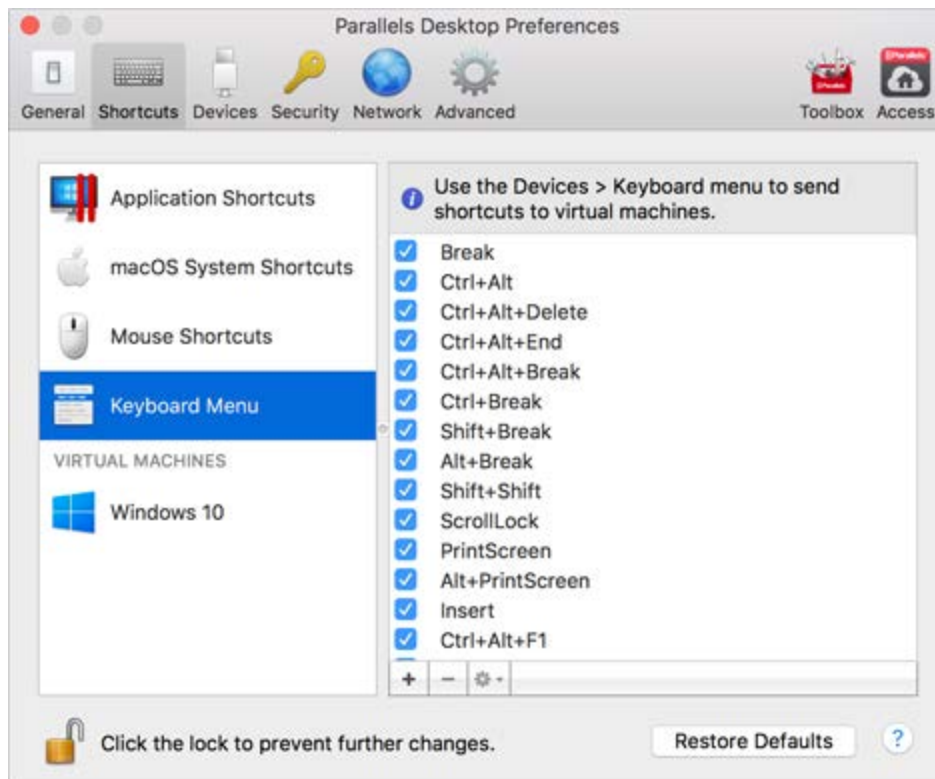 Parallels Desktop Preferences
General Shortcuts Devices Security Network Advanced Toolbox Access
Application Shortcuts
macOS System Shortcuts
Mouse Shortcuts
Keyboard Menu
VIRTUAL MACHINES
Windows 10
Use the Devices > Keyboard menu to send
shortcuts to virtual machines.
Break
Ctrl+Alt
Ctrl+Alt+Delete
Ctrl+Alt+End
Ctrl+Alt+Break
Ctrl+Break
Shift+Break
Alt+Break
Shift+Shift
ScrollLock
PrintScreen
Alt+PrintScreen
Insert
Ctrl+Alt+F1
Click the lock to prevent further changes.
Restore Defaults
?